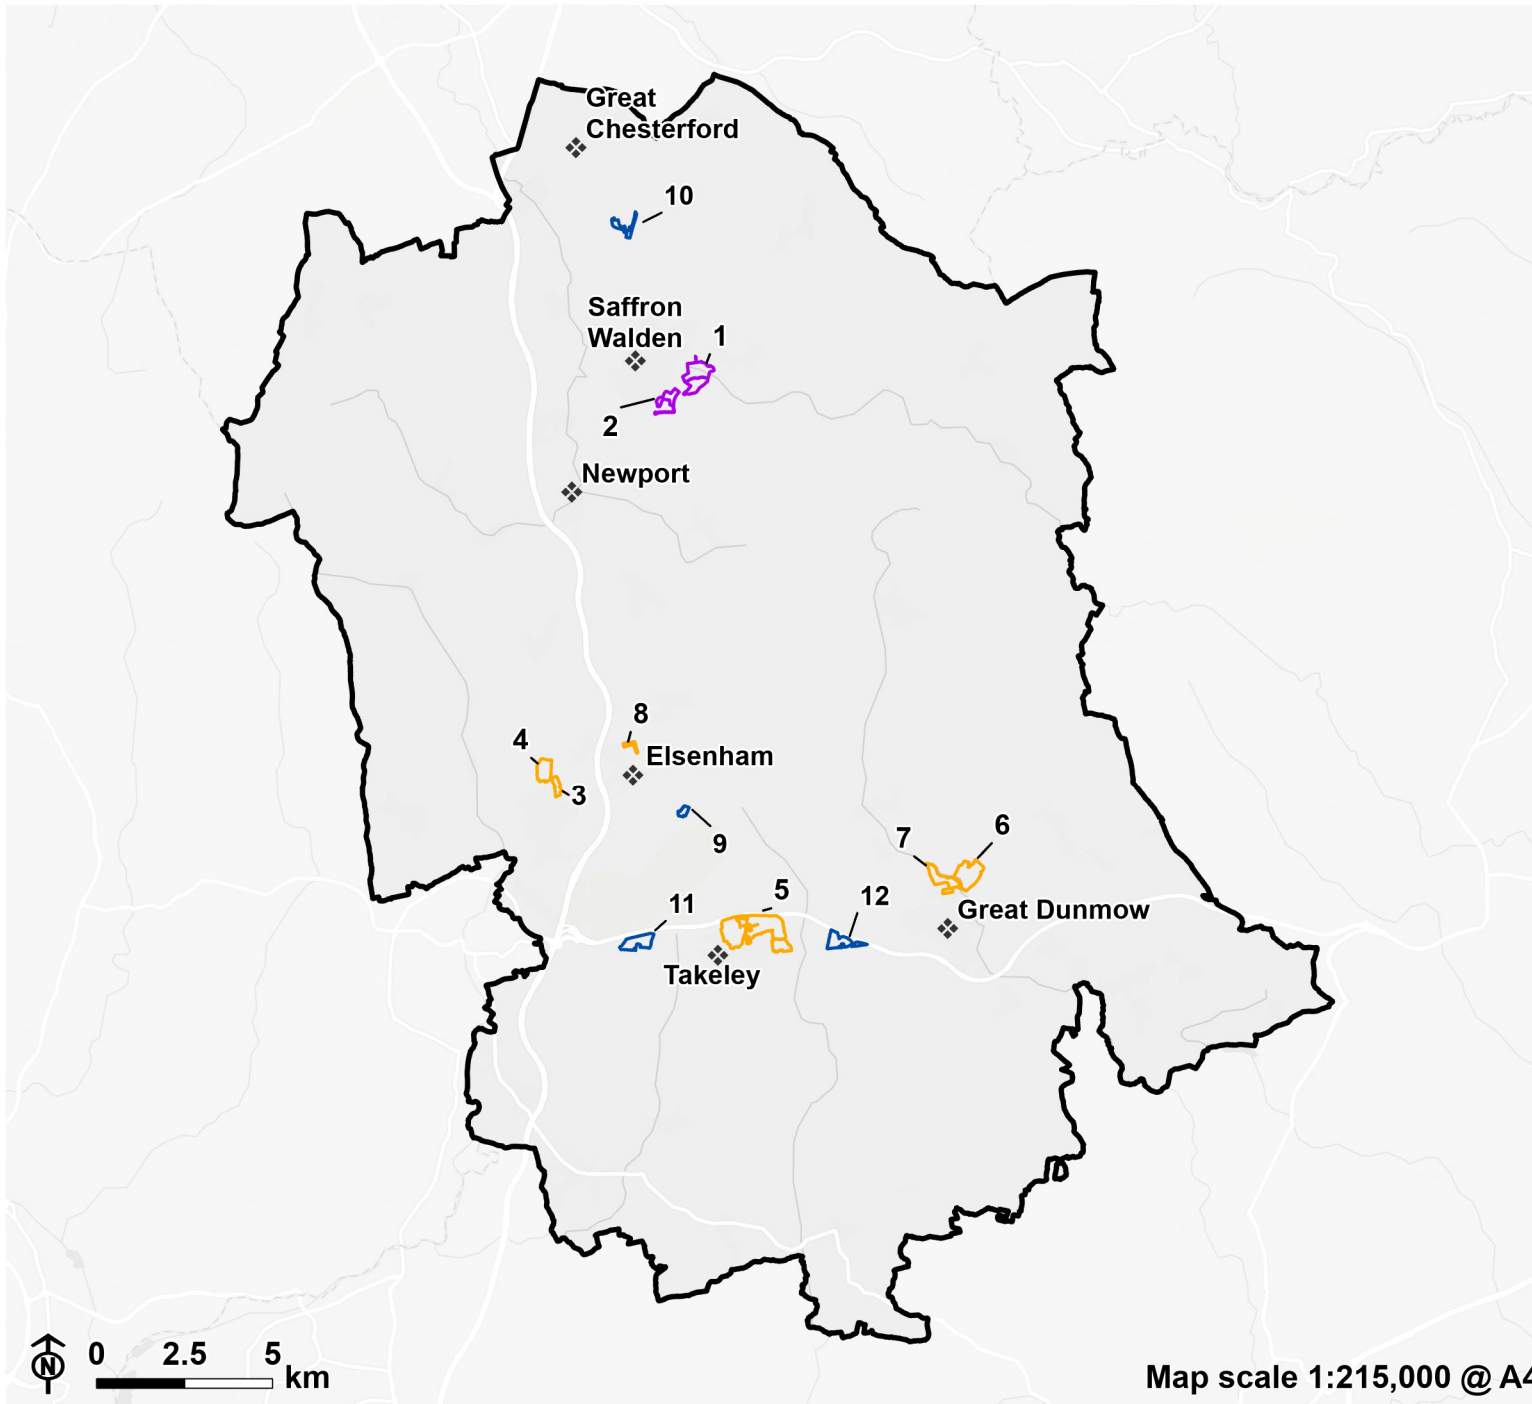 Great
Chesterford
10
Saffron
Walden
1
2
Newport
8
4
Elsenham
3
9
7
6
5
11
12
Great Dunmow
Takeley
0 2.5 5
km
N
Map scale 1:215,000 @ A4